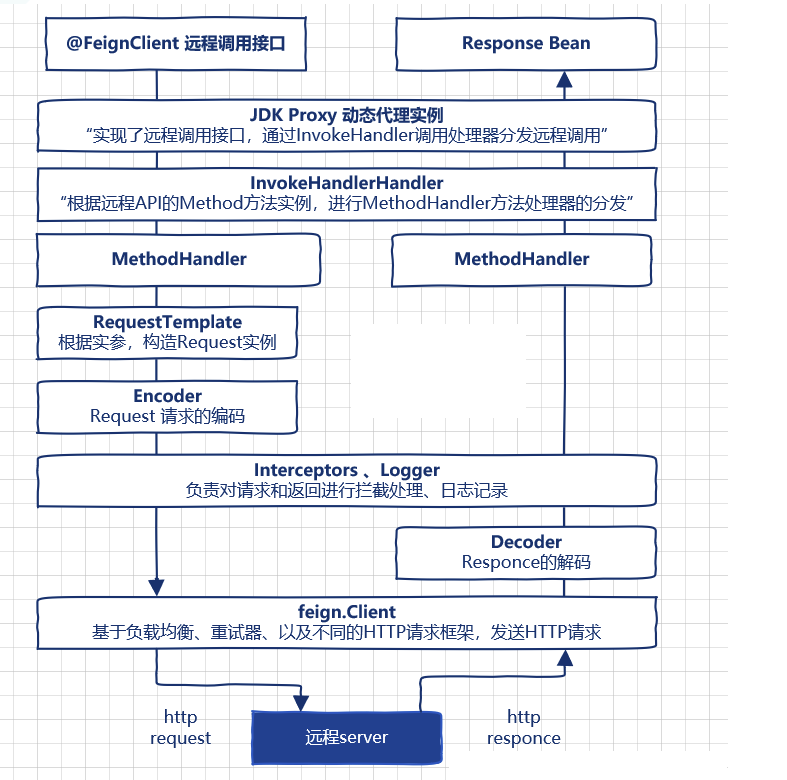 @FeignClient 远程调用接口
Response Bean
JDK Proxy 动态代理实例
“实现了远程调用接口，通过InvokeHandler调用处理器分发远程调用”
InvokeHandlerHandler
“根据远程API的Method方法实例，进行MethodHandler方法处理器的分发”
MethodHandler
MethodHandler
RequestTemplate
根据实参，构造Request实例
Encoder
Request 请求的编码
Interceptors 、Logger
负责对请求和返回进行拦截处理、日志记录
Decoder
Responce的解码
feign.Client
基于负载均衡、重试器、以及不同的HTTP请求框架，发送HTTP请求
http
request
远程server
http
responce